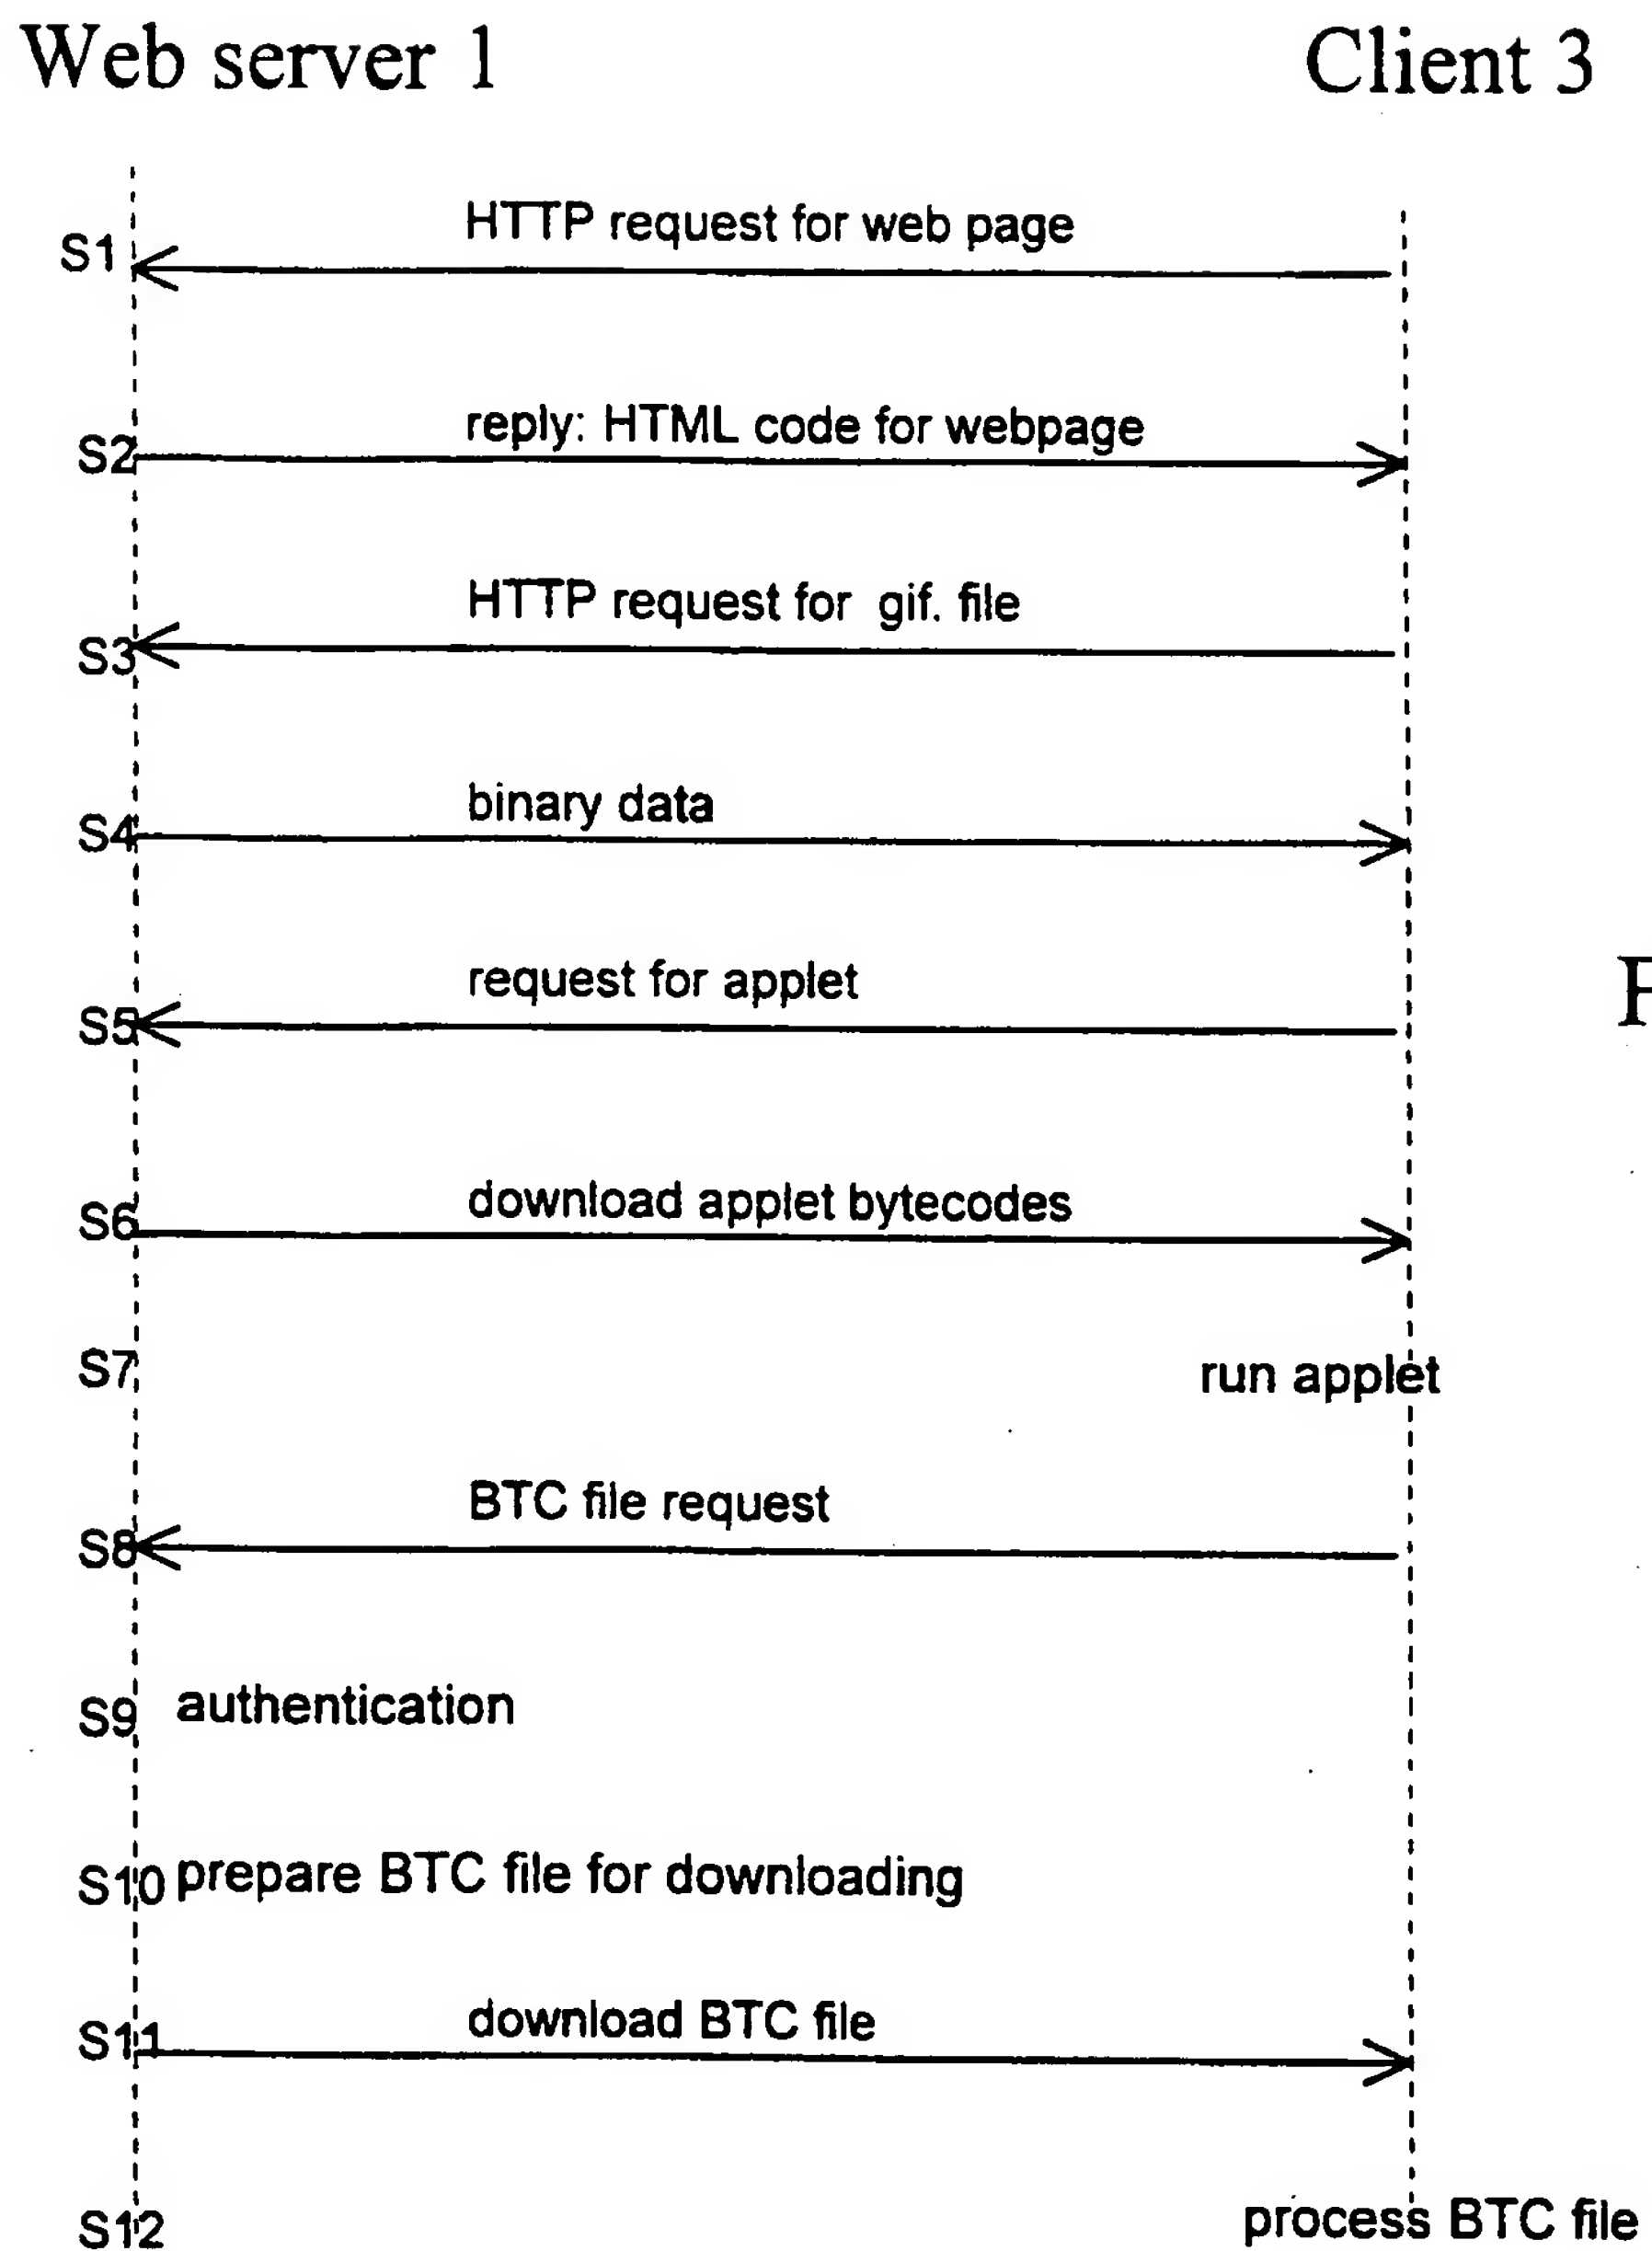 Web server 1
Client 3
HTTP request for web page
S1
reply: HTML code for webpage
S2
HTTP request for gif. file
S3
binary data
S4
request for applet
F
S5
download applet bytecodes
S6
S7
run applet
BTC file request
S8
S9 authentication
S10 prepare BTC file for downloading
download BTC file
S11
S12
process BTC file